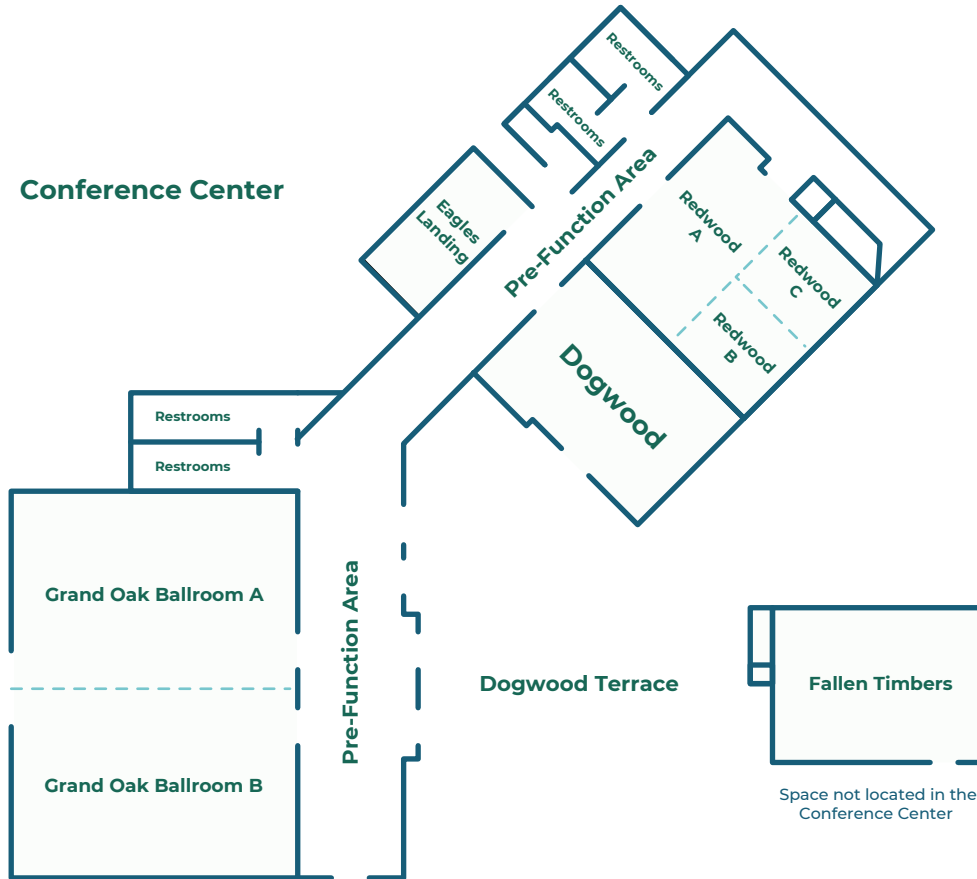 Restrooms
Restrooms
Conference Center
Eagles
Landing
Pre-Function Area
Redwood
A
Redwood
C
Redwood
B
Dogwood
Restrooms
Restrooms
Grand Oak Ballroom A
Pre-Function Area
Dogwood Terrace
Fallen Timbers
Grand Oak Ballroom B
Space not located in the
Conference Center